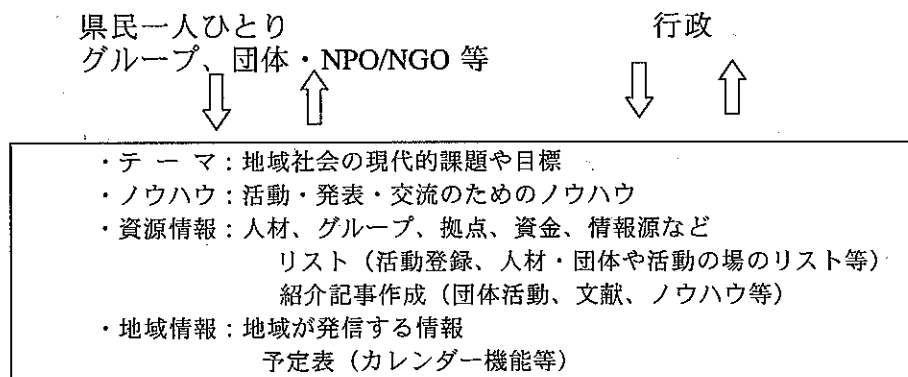 県民一人ひとり
グループ、団体・NPO/NGO 等
行政
・テ ー マ：地域社会の現代的課題や目標
・ノウハウ：活動・発表・交流のためのノウハウ
・資源情報：人材、グループ、拠点、資金、情報源など
リスト（活動登録、人材・団体や活動の場のリスト等）
紹介記事作成（団体活動、文献、ノウハウ等）
・地域情報：地域が発信する情報
予定表（カレンダー機能等）